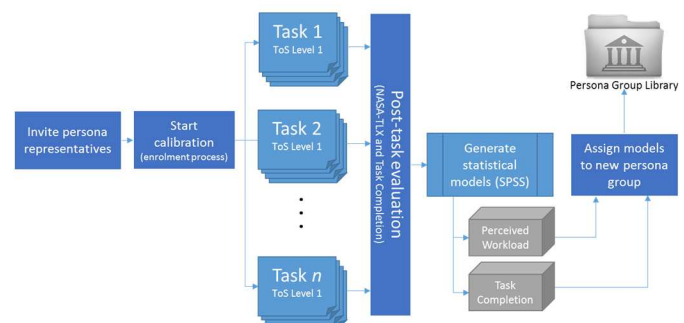 Invite persona
representatives
Start
calibration
(enrolment process)
Task 1
ToS Level 1
Task 2
ToS Level 1
Task n
ToS Level 1
Post-task evaluation
(NASA-TLX and Task Completion)
Generate
statistical
models (SPSS)
Perceived
Workload
Task
Completion
Assign models
to new persona
group
Persona Group Library